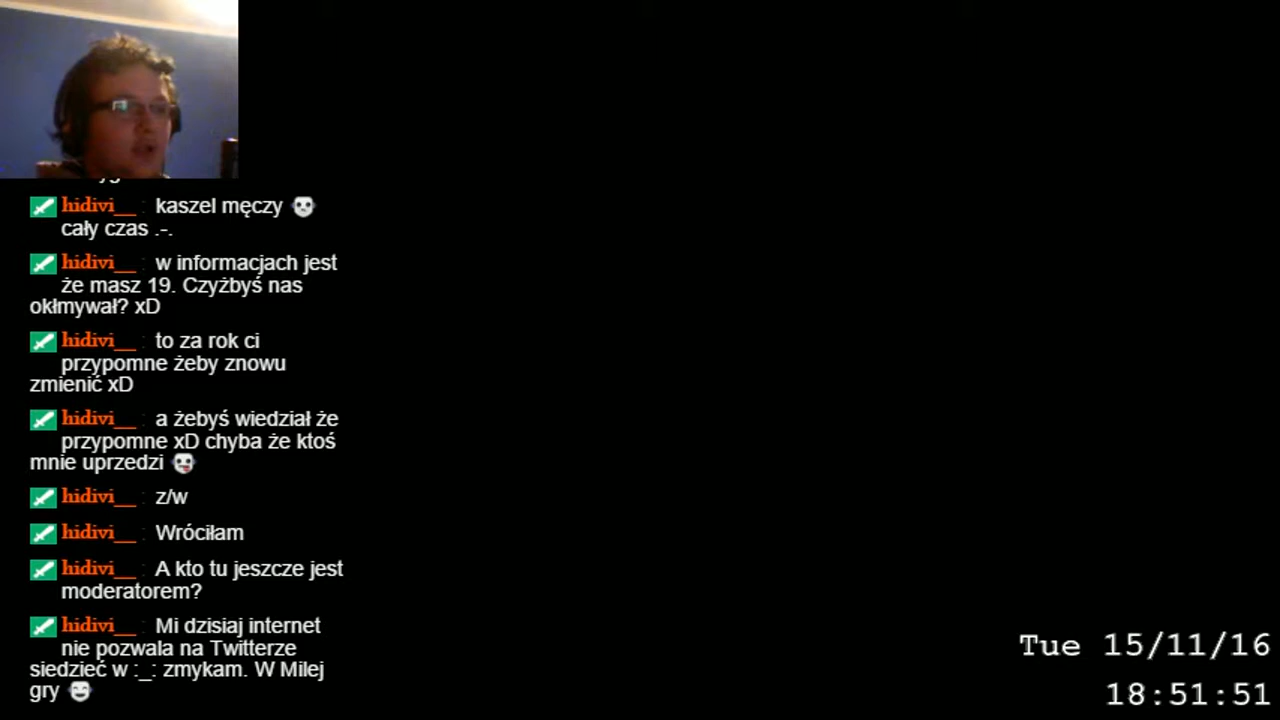 hidivi__ : kaszel męczy
cały czas .-.
hidivi__ : w informacjach jest
że masz 19. Czyżbyś nas
okłmywał? xD
hidivi__ : to za rok ci
przypomne żeby znowu
zmienić xD
hidivi__ : a żebyś wiedział że
przypomne xD chyba że ktoś
mnie uprzedzi
hidivi__ : z/w
hidivi__ : Wróciłam
hidivi__ : A kto tu jeszcze jest
moderatorem?
hidivi__ : Mi dzisiaj internet
nie pozwala na Twitterze
siedzieć w :_: zmykam. W Milej
gry
Tue 15/11/16
18:51:51